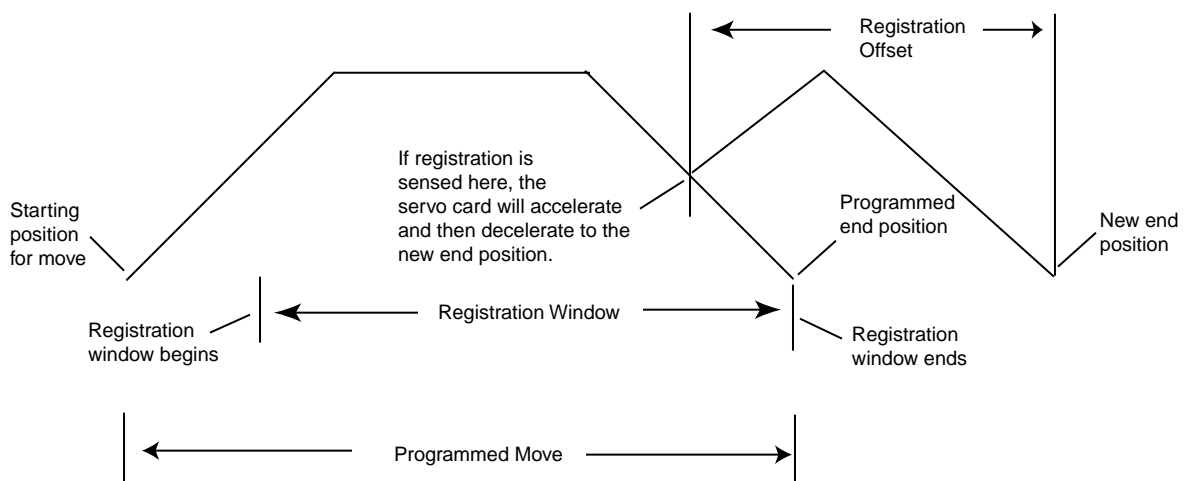 Registration
Offset
If registration is
sensed here, the
servo card will accelerate
and then decelerate to the
new end position.
Starting
position
for move
Programmed
end position
New end
position
Registration
window begins
Registration Window
Registration
window ends
Programmed Move